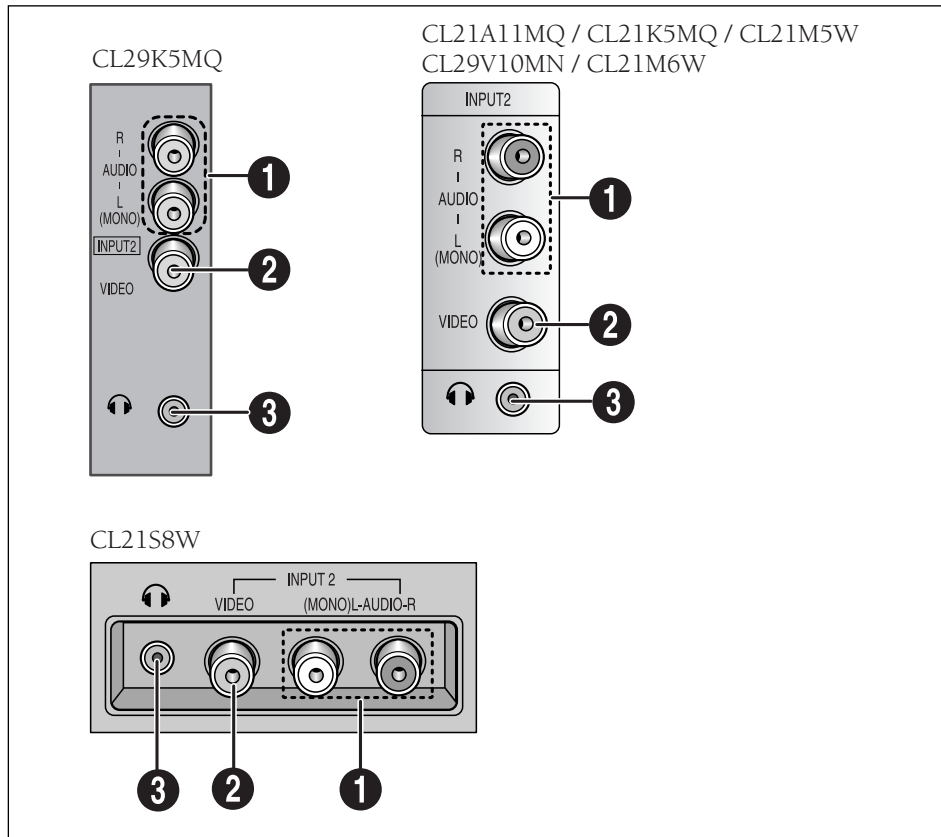 CL29K5MQ
R
AUDIO
L
(MONO)
INPUT2
VIDEO
1
2
3
CL21A11MQ / CL21K5MQ / CL21M5W
CL29V10MN / CL21M6W
INPUT2
R
AUDIO
L
(MONO)
VIDEO
1
2
3
CL21S8W
INPUT 2
VIDEO (MONO)L-AUDIO-R
3 2 1